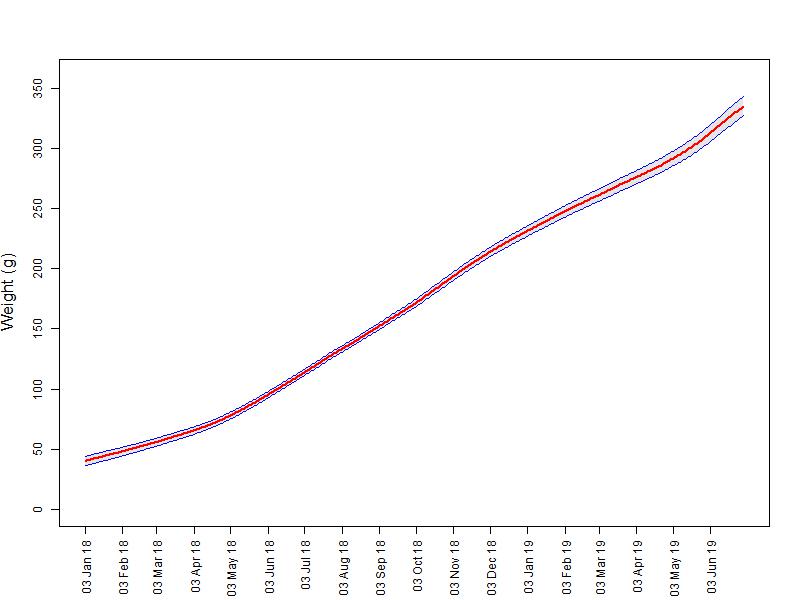 350
300
250
200
150
100
50
0
Weight (g)
03 Jan 18
03 Feb 18
03 Mar 18
03 Apr 18
03 May 18
03 Jun 18
03 Jul 18
03 Aug 18
03 Sep 18
03 Oct 18
03 Nov 18
03 Dec 18
03 Jan 19
03 Feb 19
03 Mar 19
03 Apr 19
03 May 19
03 Jun 19